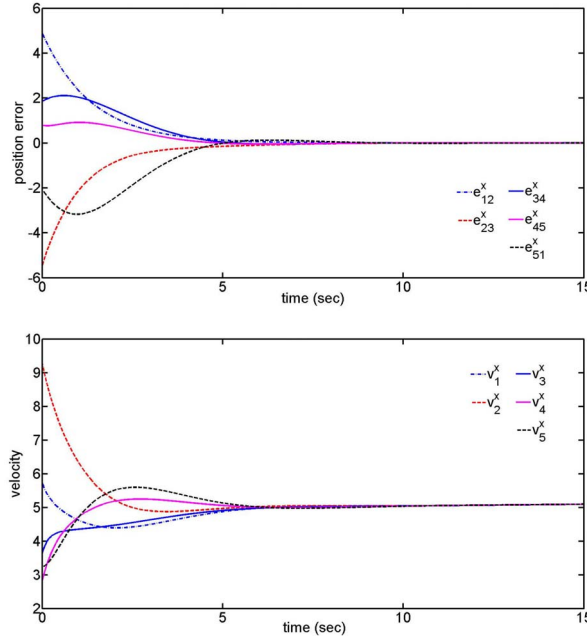 6
4
2
0
-2
-4
-6
position error
e^x_12 e^x_34
e^x_23 e^x_45
e^x_51
0 5 10 15
time (sec)
10
9
8
7
6
5
4
3
2
velocity
v^x_1 v^x_3
v^x_2 v^x_4
v^x_5
0 5 10 15
time (sec)